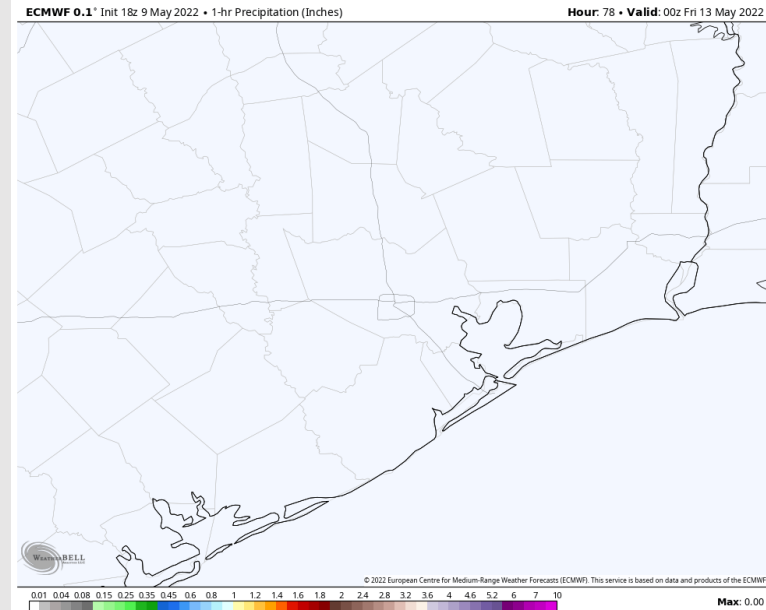 ECMWF 0.1° Init 18z 9 May 2022 • 1-hr Precipitation (Inches) Hour: 78 • Valid: 00z Fri 13 May 2022
WEATHERBELL
© 2022 European Centre for Medium-Range Weather Forecasts (ECMWF). This service is based on data and products of the ECMWF
0.01 0.04 0.08 0.15 0.25 0.35 0.45 0.6 0.8 1 1.2 1.4 1.6 1.8 2 2.4 2.8 3.2 3.6 4 4.6 5.2 6 7 10
Max: 0.00